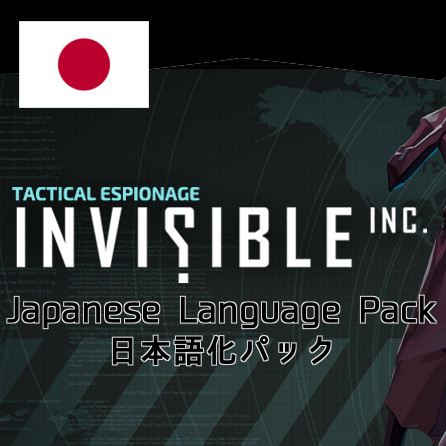 TACTICAL ESPIONAGE
INVISIBLE INC.
Japanese Language Pack
日本語化パック